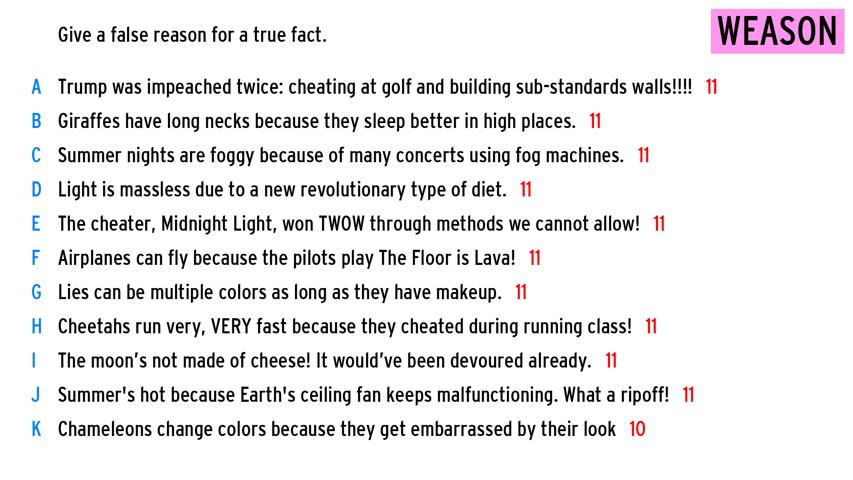 Give a false reason for a true fact.
WEASON
A Trump was impeached twice: cheating at golf and building sub-standards walls!!!! 11
B Giraffes have long necks because they sleep better in high places. 11
C Summer nights are foggy because of many concerts using fog machines. 11
D Light is massless due to a new revolutionary type of diet. 11
E The cheater, Midnight Light, won TWOW through methods we cannot allow! 11
F Airplanes can fly because the pilots play The Floor is Lava! 11
G Lies can be multiple colors as long as they have makeup. 11
H Cheetahs run very, VERY fast because they cheated during running class! 11
I The moon's not made of cheese! It would've been devoured already. 11
J Summer's hot because Earth's ceiling fan keeps malfunctioning. What a ripoff! 11
K Chameleons change colors because they get embarrassed by their look 10